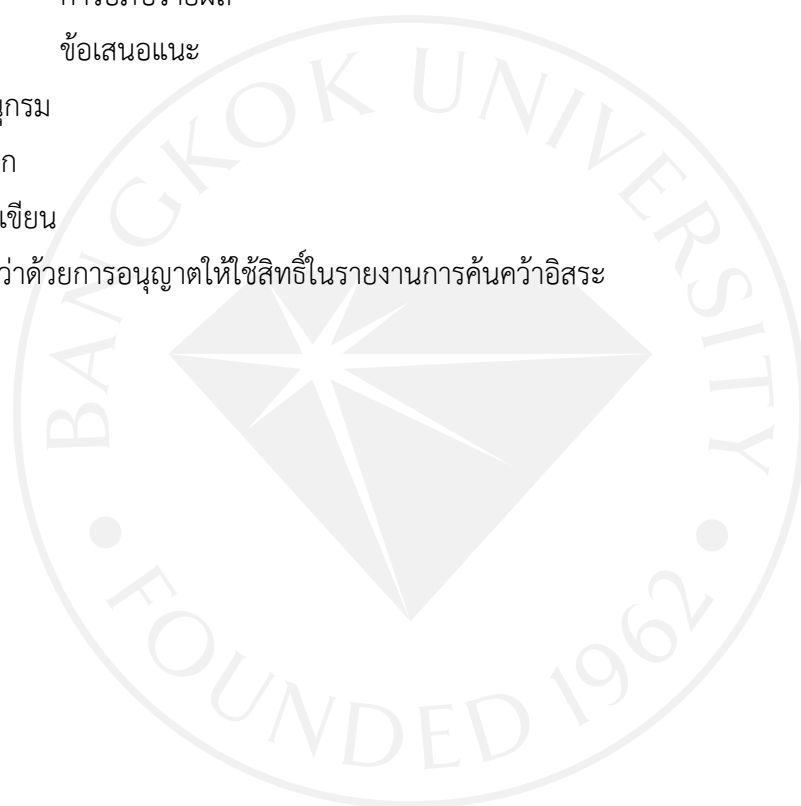 ข้อเสนอแนะ
ุกรม
ก
เขียน
ว่าด้วยการอนุญาตให้ใช้สิทธิ์ในรายงานการค้นคว้าอิสระ
BANGKOK UNIVERSITY
FOUNDED 1962